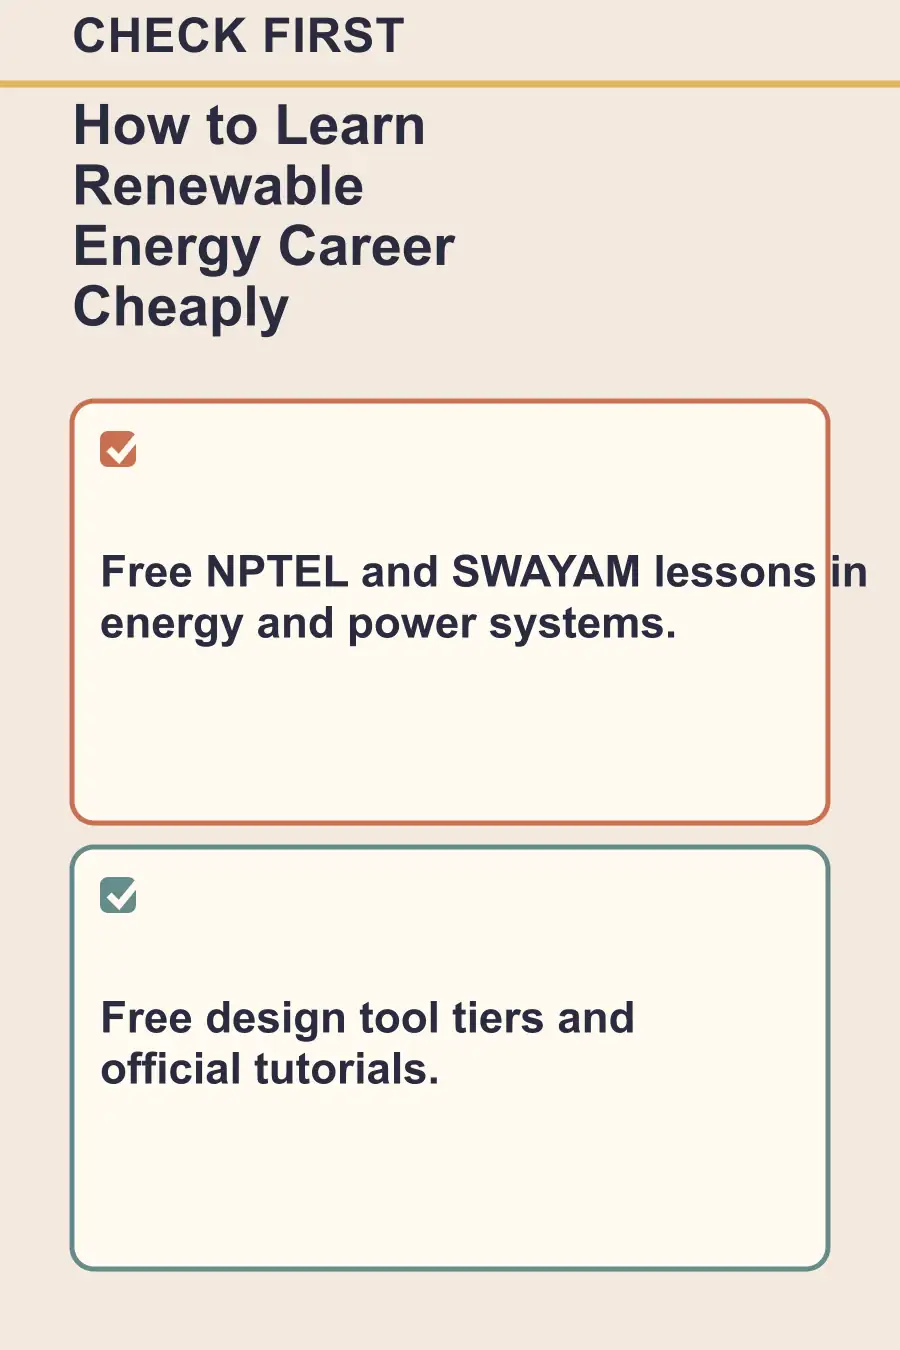 CHECK FIRST
How to Learn
Renewable
Energy Career
Cheaply
Free NPTEL and SWAYAM lessons in
energy and power systems.
Free design tool tiers and
official tutorials.